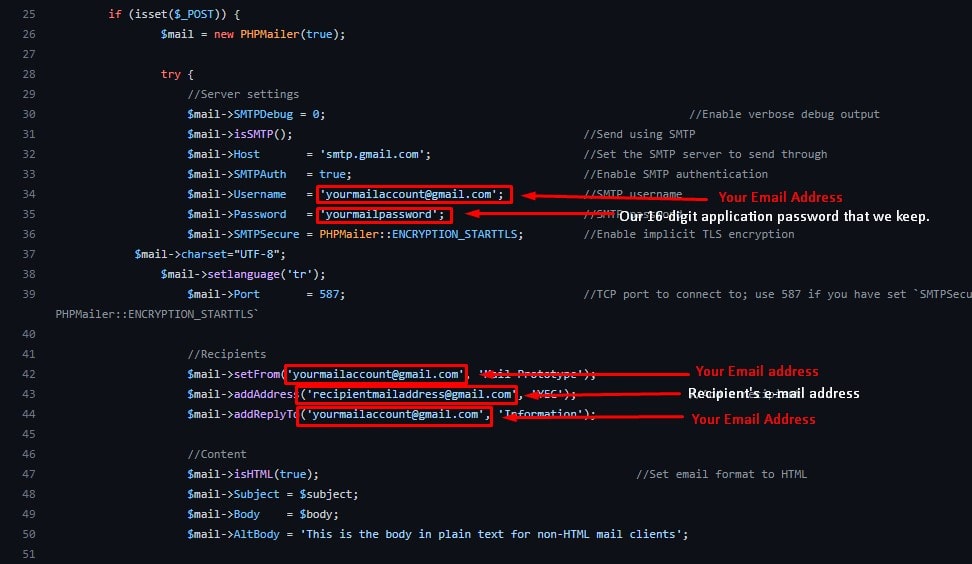 25 if (isset($_POST)) {
26 $mail = new PHPMailer(true);
27
28 try {
29 //Server settings
30 $mail->SMTPDebug = 0; //Enable verbose debug output
31 $mail->isSMTP(); //Send using SMTP
32 $mail->Host = 'smtp.gmail.com'; //Set the SMTP server to send through
33 $mail->SMTPAuth = true; //Enable SMTP authentication
34 $mail->Username = 'yourmailaccount@gmail.com'; //SMTP username Your Email Address
35 $mail->Password = 'yourmailpassword'; //SMTP Our 16-digit application password that we keep.
36 $mail->SMTPSecure = PHPMailer::ENCRYPTION_STARTTLS; //Enable implicit TLS encryption
37 $mail->charset="UTF-8";
38 $mail->setlanguage('tr');
39 $mail->Port = 587; //TCP port to connect to; use 587 if you have set `SMTPSecu
PHPMailer::ENCRYPTION_STARTTLS`
40
41 //Recipients
42 $mail->setFrom('yourmailaccount@gmail.com', 'Mail Prototype'); Your Email address
43 $mail->addAddress('recipientmailaddress@gmail.com', 'YEC'); Recipient's e-mail address
44 $mail->addReplyTo('yourmailaccount@gmail.com', 'Information'); Your Email Address
45
46 //Content
47 $mail->isHTML(true); //Set email format to HTML
48 $mail->Subject = $subject;
49 $mail->Body = $body;
50 $mail->AltBody = 'This is the body in plain text for non-HTML mail clients';
51